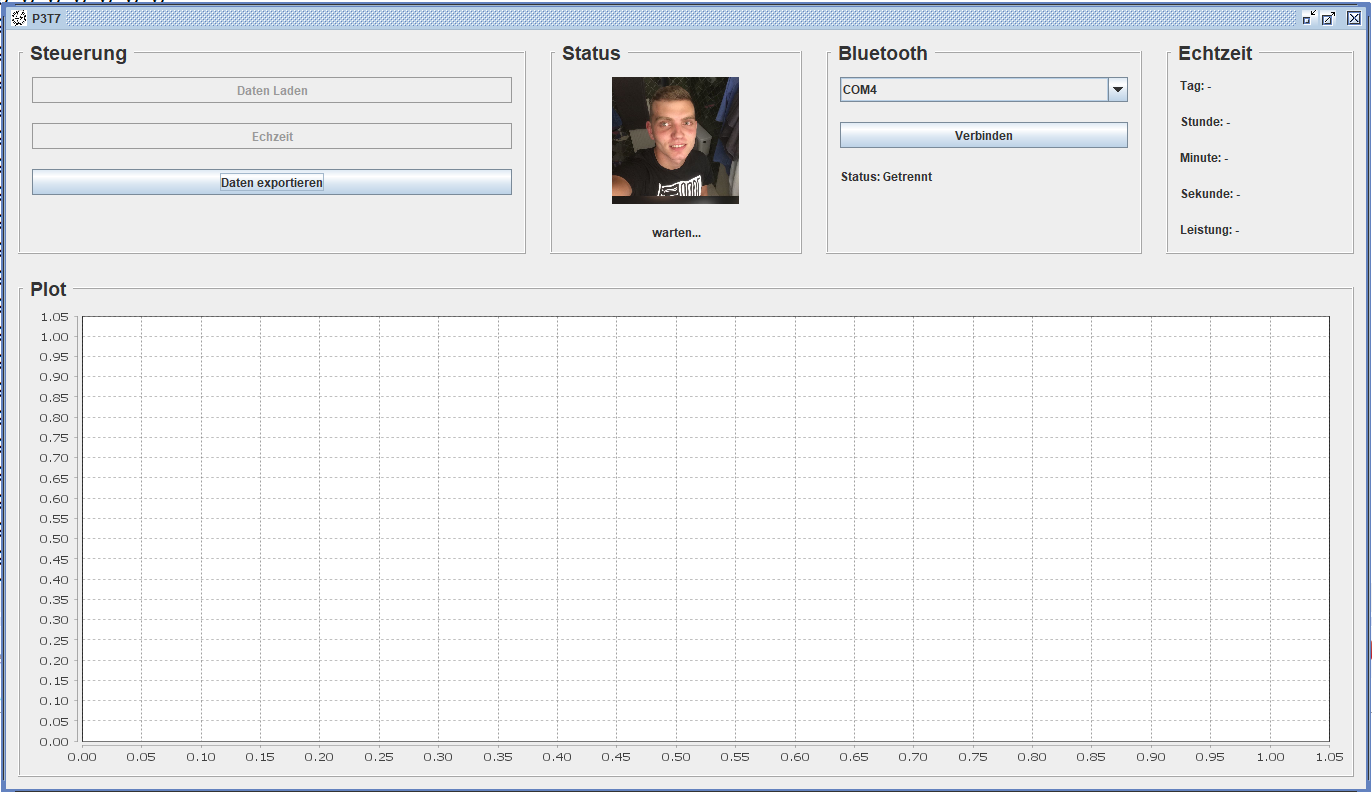 P3T7
Steuerung
Daten Laden
Echzeit
Daten exportieren
Status
warten...
Bluetooth
COM4
Verbinden
Status: Getrennt
Echtzeit
Tag: -
Stunde: -
Minute: -
Sekunde: -
Leistung: -
Plot
1.05
1.00
0.95
0.90
0.85
0.80
0.75
0.70
0.65
0.60
0.55
0.50
0.45
0.40
0.35
0.30
0.25
0.20
0.15
0.10
0.05
0.00
0.00 0.05 0.10 0.15 0.20 0.25 0.30 0.35 0.40 0.45 0.50 0.55 0.60 0.65 0.70 0.75 0.80 0.85 0.90 0.95 1.00 1.05